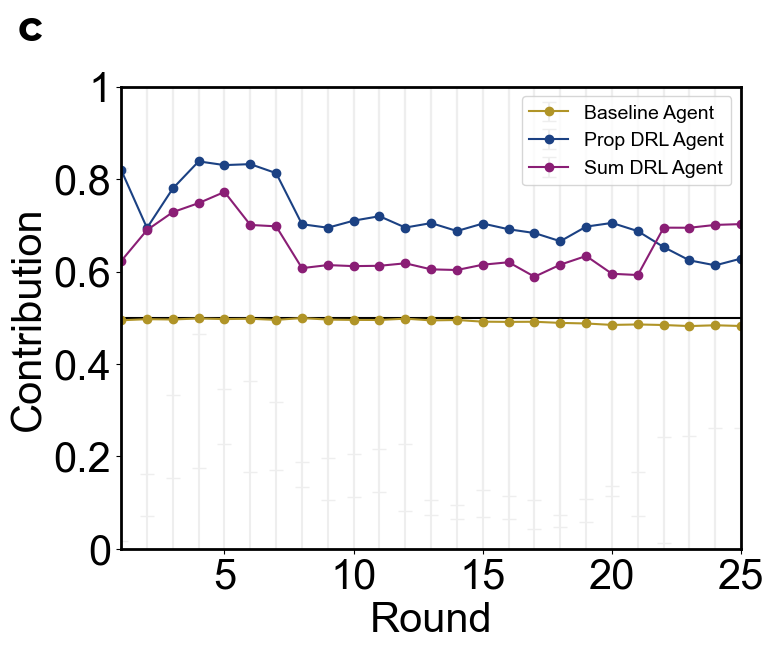 c
1
0.8
0.6
0.4
0.2
0
Contribution
Baseline Agent
Prop DRL Agent
Sum DRL Agent
5 10 15 20 25
Round